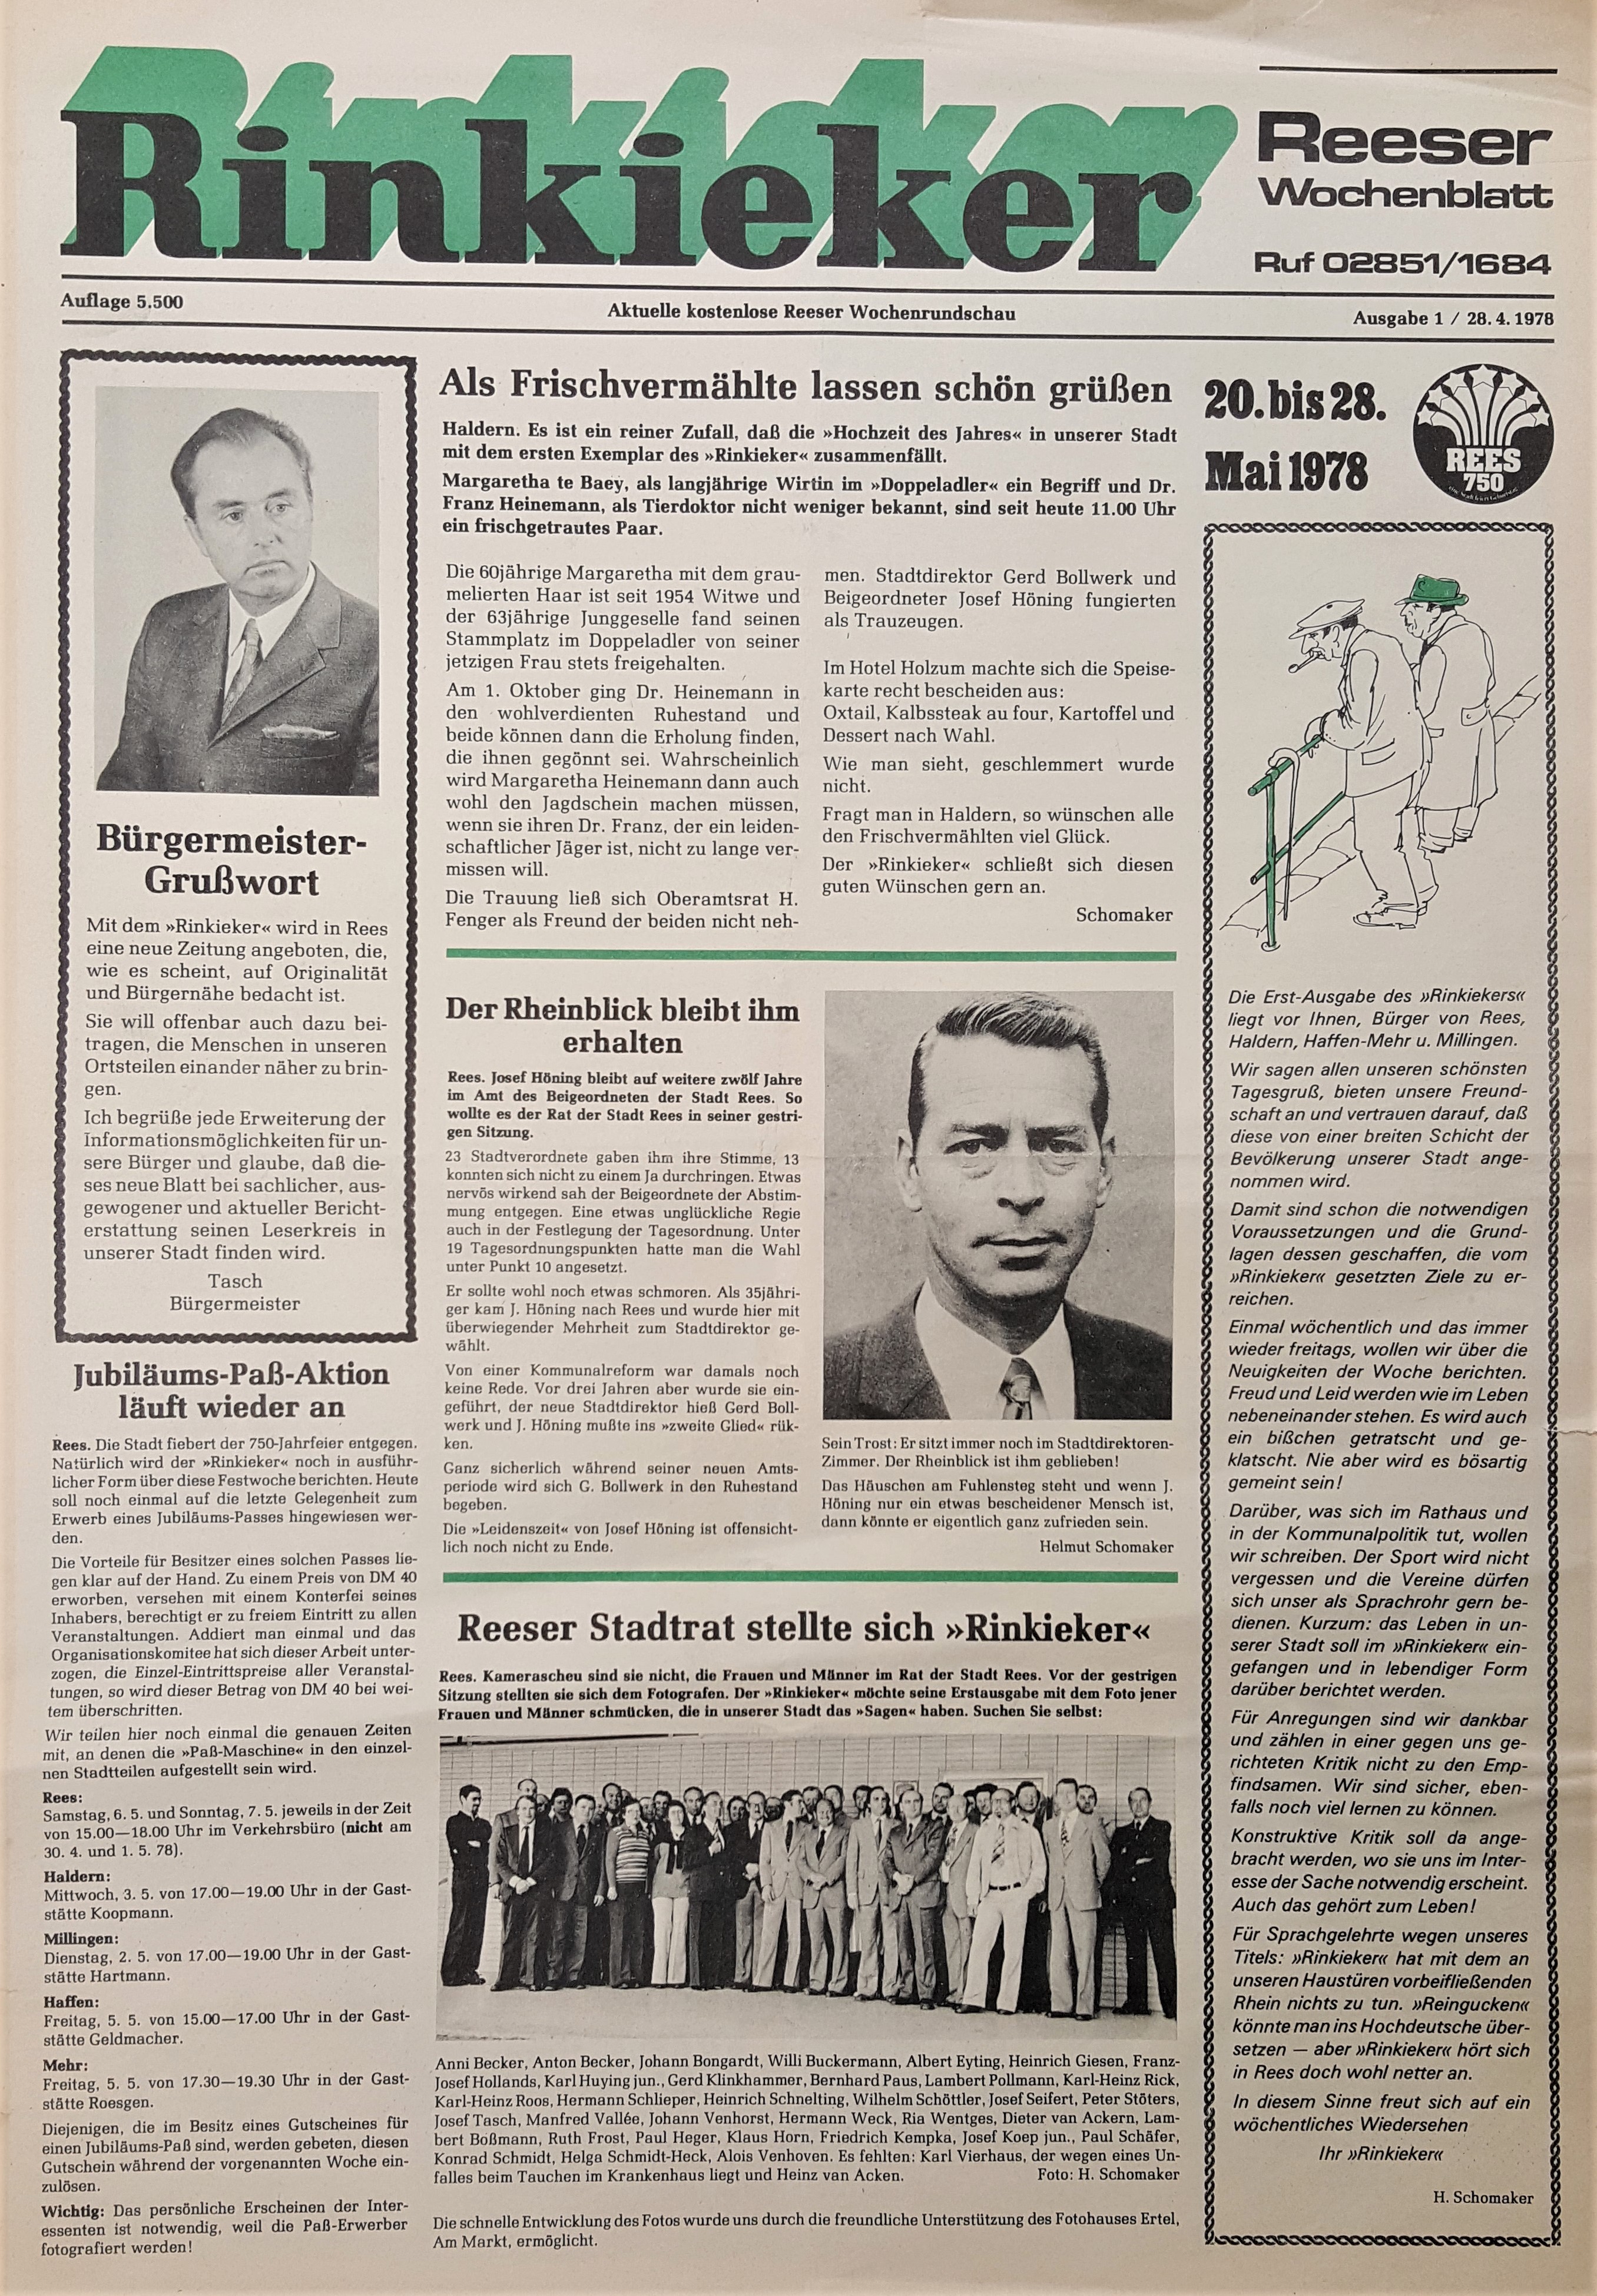 Rinkieker
Reeser
Wochenblatt
Ruf 02851/1684
Auflage 5.500
Aktuelle kostenlose Reeser Wochenrundschau
Ausgabe 1 / 28. 4. 1978
Bürgermeister-
Grußwort
Mit dem »Rinkieker« wird in Rees
eine neue Zeitung angeboten, die,
wie es scheint, auf Originalität
und Bürgernähe bedacht ist.
Sie will offenbar auch dazu bei-
tragen, die Menschen in unseren
Ortsteilen einander näher zu brin-
gen.
Ich begrüße jede Erweiterung der
Informationsmöglichkeiten für un-
sere Bürger und glaube, daß die-
ses neue Blatt bei sachlicher, aus-
gewogener und aktueller Bericht-
erstattung seinen Leserkreis in
unserer Stadt finden wird.
Tasch
Bürgermeister
Jubiläums-Paß-Aktion
läuft wieder an
Rees. Die Stadt fiebert der 750-Jahrfeier entgegen.
Natürlich wird der »Rinkieker« noch in ausführ-
licher Form über diese Festwoche berichten. Heute
soll noch einmal auf die letzte Gelegenheit zum
Erwerb eines Jubiläums-Passes hingewiesen wer-
den.
Die Vorteile für Besitzer eines solchen Passes lie-
gen klar auf der Hand. Zu einem Preis von DM 40
erworben, versehen mit einem Konterfei seines
Inhabers, berechtigt er zu freiem Eintritt zu allen
Veranstaltungen. Addiert man einmal und das
Organisationskomitee hat sich dieser Arbeit unter-
zogen, die Einzel-Eintrittspreise aller Veranstal-
tungen, so wird dieser Betrag von DM 40 bei wei-
tem überschritten.
Wir teilen hier noch einmal die genauen Zeiten
mit, an denen die »Paß-Maschine« in den einzel-
nen Stadtteilen aufgestellt sein wird.
Rees:
Samstag, 6. 5. und Sonntag, 7. 5. jeweils in der Zeit
von 15.00—18.00 Uhr im Verkehrsbüro (nicht am
30. 4. und 1. 5. 78).
Haldern:
Mittwoch, 3. 5. von 17.00—19.00 Uhr in der Gast-
stätte Koopmann.
Millingen:
Dienstag, 2. 5. von 17.00—19.00 Uhr in der Gast-
stätte Hartmann.
Haffen:
Freitag, 5. 5. von 15.00—17.00 Uhr in der Gast-
stätte Geldmacher.
Mehr:
Freitag, 5. 5. von 17.30—19.30 Uhr in der Gast-
stätte Roesgen.
Diejenigen, die im Besitz eines Gutscheines für
einen Jubiläums-Paß sind, werden gebeten, diesen
Gutschein während der vorgenannten Woche ein-
zulösen.
Wichtig: Das persönliche Erscheinen der Inter-
essenten ist notwendig, weil die Paß-Erwerber
fotografiert werden!
Als Frischvermählte lassen schön grüßen
Haldern. Es ist ein reiner Zufall, daß die »Hochzeit des Jahres« in unserer Stadt
mit dem ersten Exemplar des »Rinkieker« zusammenfällt.
Margaretha te Baey, als langjährige Wirtin im »Doppeladler« ein Begriff und Dr.
Franz Heinemann, als Tierdoktor nicht weniger bekannt, sind seit heute 11.00 Uhr
ein frischgetrautes Paar.
Die 60jährige Margaretha mit dem grau-
melierten Haar ist seit 1954 Witwe und
der 63jährige Junggeselle fand seinen
Stammplatz im Doppeladler von seiner
jetzigen Frau stets freigehalten.
Am 1. Oktober ging Dr. Heinemann in
den wohlverdienten Ruhestand und
beide können dann die Erholung finden,
die ihnen gegönnt sei. Wahrscheinlich
wird Margaretha Heinemann dann auch
wohl den Jagdschein machen müssen,
wenn sie ihren Dr. Franz, der ein leiden-
schaftlicher Jäger ist, nicht zu lange ver-
missen will.
Die Trauung ließ sich Oberamtsrat H.
Fenger als Freund der beiden nicht neh-
men. Stadtdirektor Gerd Bollwerk und
Beigeordneter Josef Höning fungierten
als Trauzeugen.
Im Hotel Holzum machte sich die Speise-
karte recht bescheiden aus:
Oxtail, Kalbssteak au four, Kartoffel und
Dessert nach Wahl.
Wie man sieht, geschlemmert wurde
nicht.
Fragt man in Haldern, so wünschen alle
den Frischvermählten viel Glück.
Der »Rinkieker« schließt sich diesen
guten Wünschen gern an.
Schomaker
Der Rheinblick bleibt ihm
erhalten
Rees. Josef Höning bleibt auf weitere zwölf Jahre
im Amt des Beigeordneten der Stadt Rees. So
wollte es der Rat der Stadt Rees in seiner gestri-
gen Sitzung.
23 Stadtverordnete gaben ihm ihre Stimme, 13
konnten sich nicht zu einem Ja durchringen. Etwas
nervös wirkend sah der Beigeordnete der Abstim-
mung entgegen. Eine etwas unglückliche Regie
auch in der Festlegung der Tagesordnung. Unter
19 Tagesordnungspunkten hatte man die Wahl
unter Punkt 10 angesetzt.
Er sollte wohl noch etwas schmoren. Als 35jähri-
ger kam J. Höning nach Rees und wurde hier mit
überwiegender Mehrheit zum Stadtdirektor ge-
wählt.
Von einer Kommunalreform war damals noch
keine Rede. Vor drei Jahren aber wurde sie ein-
geführt, der neue Stadtdirektor hieß Gerd Boll-
werk und J. Höning mußte ins »zweite Glied« rük-
ken.
Ganz sicherlich während seiner neuen Amts-
periode wird sich G. Bollwerk in den Ruhestand
begeben.
Die »Leidenszeit« von Josef Höning ist offensicht-
lich noch nicht zu Ende.
Sein Trost: Er sitzt immer noch im Stadtdirektoren-
Zimmer. Der Rheinblick ist ihm geblieben!
Das Häuschen am Fuhlensteg steht und wenn J.
Höning nur ein etwas bescheidener Mensch ist,
dann könnte er eigentlich ganz zufrieden sein.
Helmut Schomaker
Reeser Stadtrat stellte sich »Rinkieker«
Rees. Kamerascheu sind sie nicht, die Frauen und Männer im Rat der Stadt Rees. Vor der gestrigen
Sitzung stellten sie sich dem Fotografen. Der »Rinkieker« möchte seine Erstausgabe mit dem Foto jener
Frauen und Männer schmücken, die in unserer Stadt das »Sagen« haben. Suchen Sie selbst:
Anni Becker, Anton Becker, Johann Bongardt, Willi Buckermann, Albert Eyting, Heinrich Giesen, Franz-
Josef Hollands, Karl Huying jun., Gerd Klinkhammer, Bernhard Paus, Lambert Pollmann, Karl-Heinz Rick,
Karl-Heinz Roos, Hermann Schlieper, Heinrich Schnelting, Wilhelm Schöttler, Josef Seifert, Peter Stöters,
Josef Tasch, Manfred Vallée, Johann Venhorst, Hermann Weck, Ria Wentges, Dieter van Ackern, Lam-
bert Boßmann, Ruth Frost, Paul Heger, Klaus Horn, Friedrich Kempka, Josef Koep jun., Paul Schäfer,
Konrad Schmidt, Helga Schmidt-Heck, Alois Venhoven. Es fehlten: Karl Vierhaus, der wegen eines Un-
falles beim Tauchen im Krankenhaus liegt und Heinz van Acken. Foto: H. Schomaker
Die schnelle Entwicklung des Fotos wurde uns durch die freundliche Unterstützung des Fotohauses Ertel,
Am Markt, ermöglicht.
20. bis 28.
Mai 1978
REES
750
Die Erst-Ausgabe des »Rinkiekers«
liegt vor Ihnen, Bürger von Rees,
Haldern, Haffen-Mehr u. Millingen.
Wir sagen allen unseren schönsten
Tagesgruß, bieten unsere Freund-
schaft an und vertrauen darauf, daß
diese von einer breiten Schicht der
Bevölkerung unserer Stadt ange-
nommen wird.
Damit sind schon die notwendigen
Voraussetzungen und die Grund-
lagen dessen geschaffen, die vom
»Rinkieker« gesetzten Ziele zu er-
reichen.
Einmal wöchentlich und das immer
wieder freitags, wollen wir über die
Neuigkeiten der Woche berichten.
Freud und Leid werden wie im Leben
nebeneinander stehen. Es wird auch
ein bißchen getratscht und ge-
klatscht. Nie aber wird es bösartig
gemeint sein!
Darüber, was sich im Rathaus und
in der Kommunalpolitik tut, wollen
wir schreiben. Der Sport wird nicht
vergessen und die Vereine dürfen
sich unser als Sprachrohr gern be-
dienen. Kurzum: das Leben in un-
serer Stadt soll im »Rinkieker« ein-
gefangen und in lebendiger Form
darüber berichtet werden.
Für Anregungen sind wir dankbar
und zählen in einer gegen uns ge-
richteten Kritik nicht zu den Emp-
findsamen. Wir sind sicher, eben-
falls noch viel lernen zu können.
Konstruktive Kritik soll da ange-
bracht werden, wo sie uns im Inter-
esse der Sache notwendig erscheint.
Auch das gehört zum Leben!
Für Sprachgelehrte wegen unseres
Titels: »Rinkieker« hat mit dem an
unseren Haustüren vorbeifließenden
Rhein nichts zu tun. »Reingucken«
könnte man ins Hochdeutsche über-
setzen — aber »Rinkieker« hört sich
in Rees doch wohl netter an.
In diesem Sinne freut sich auf ein
wöchentliches Wiedersehen
Ihr »Rinkieker«
H. Schomaker